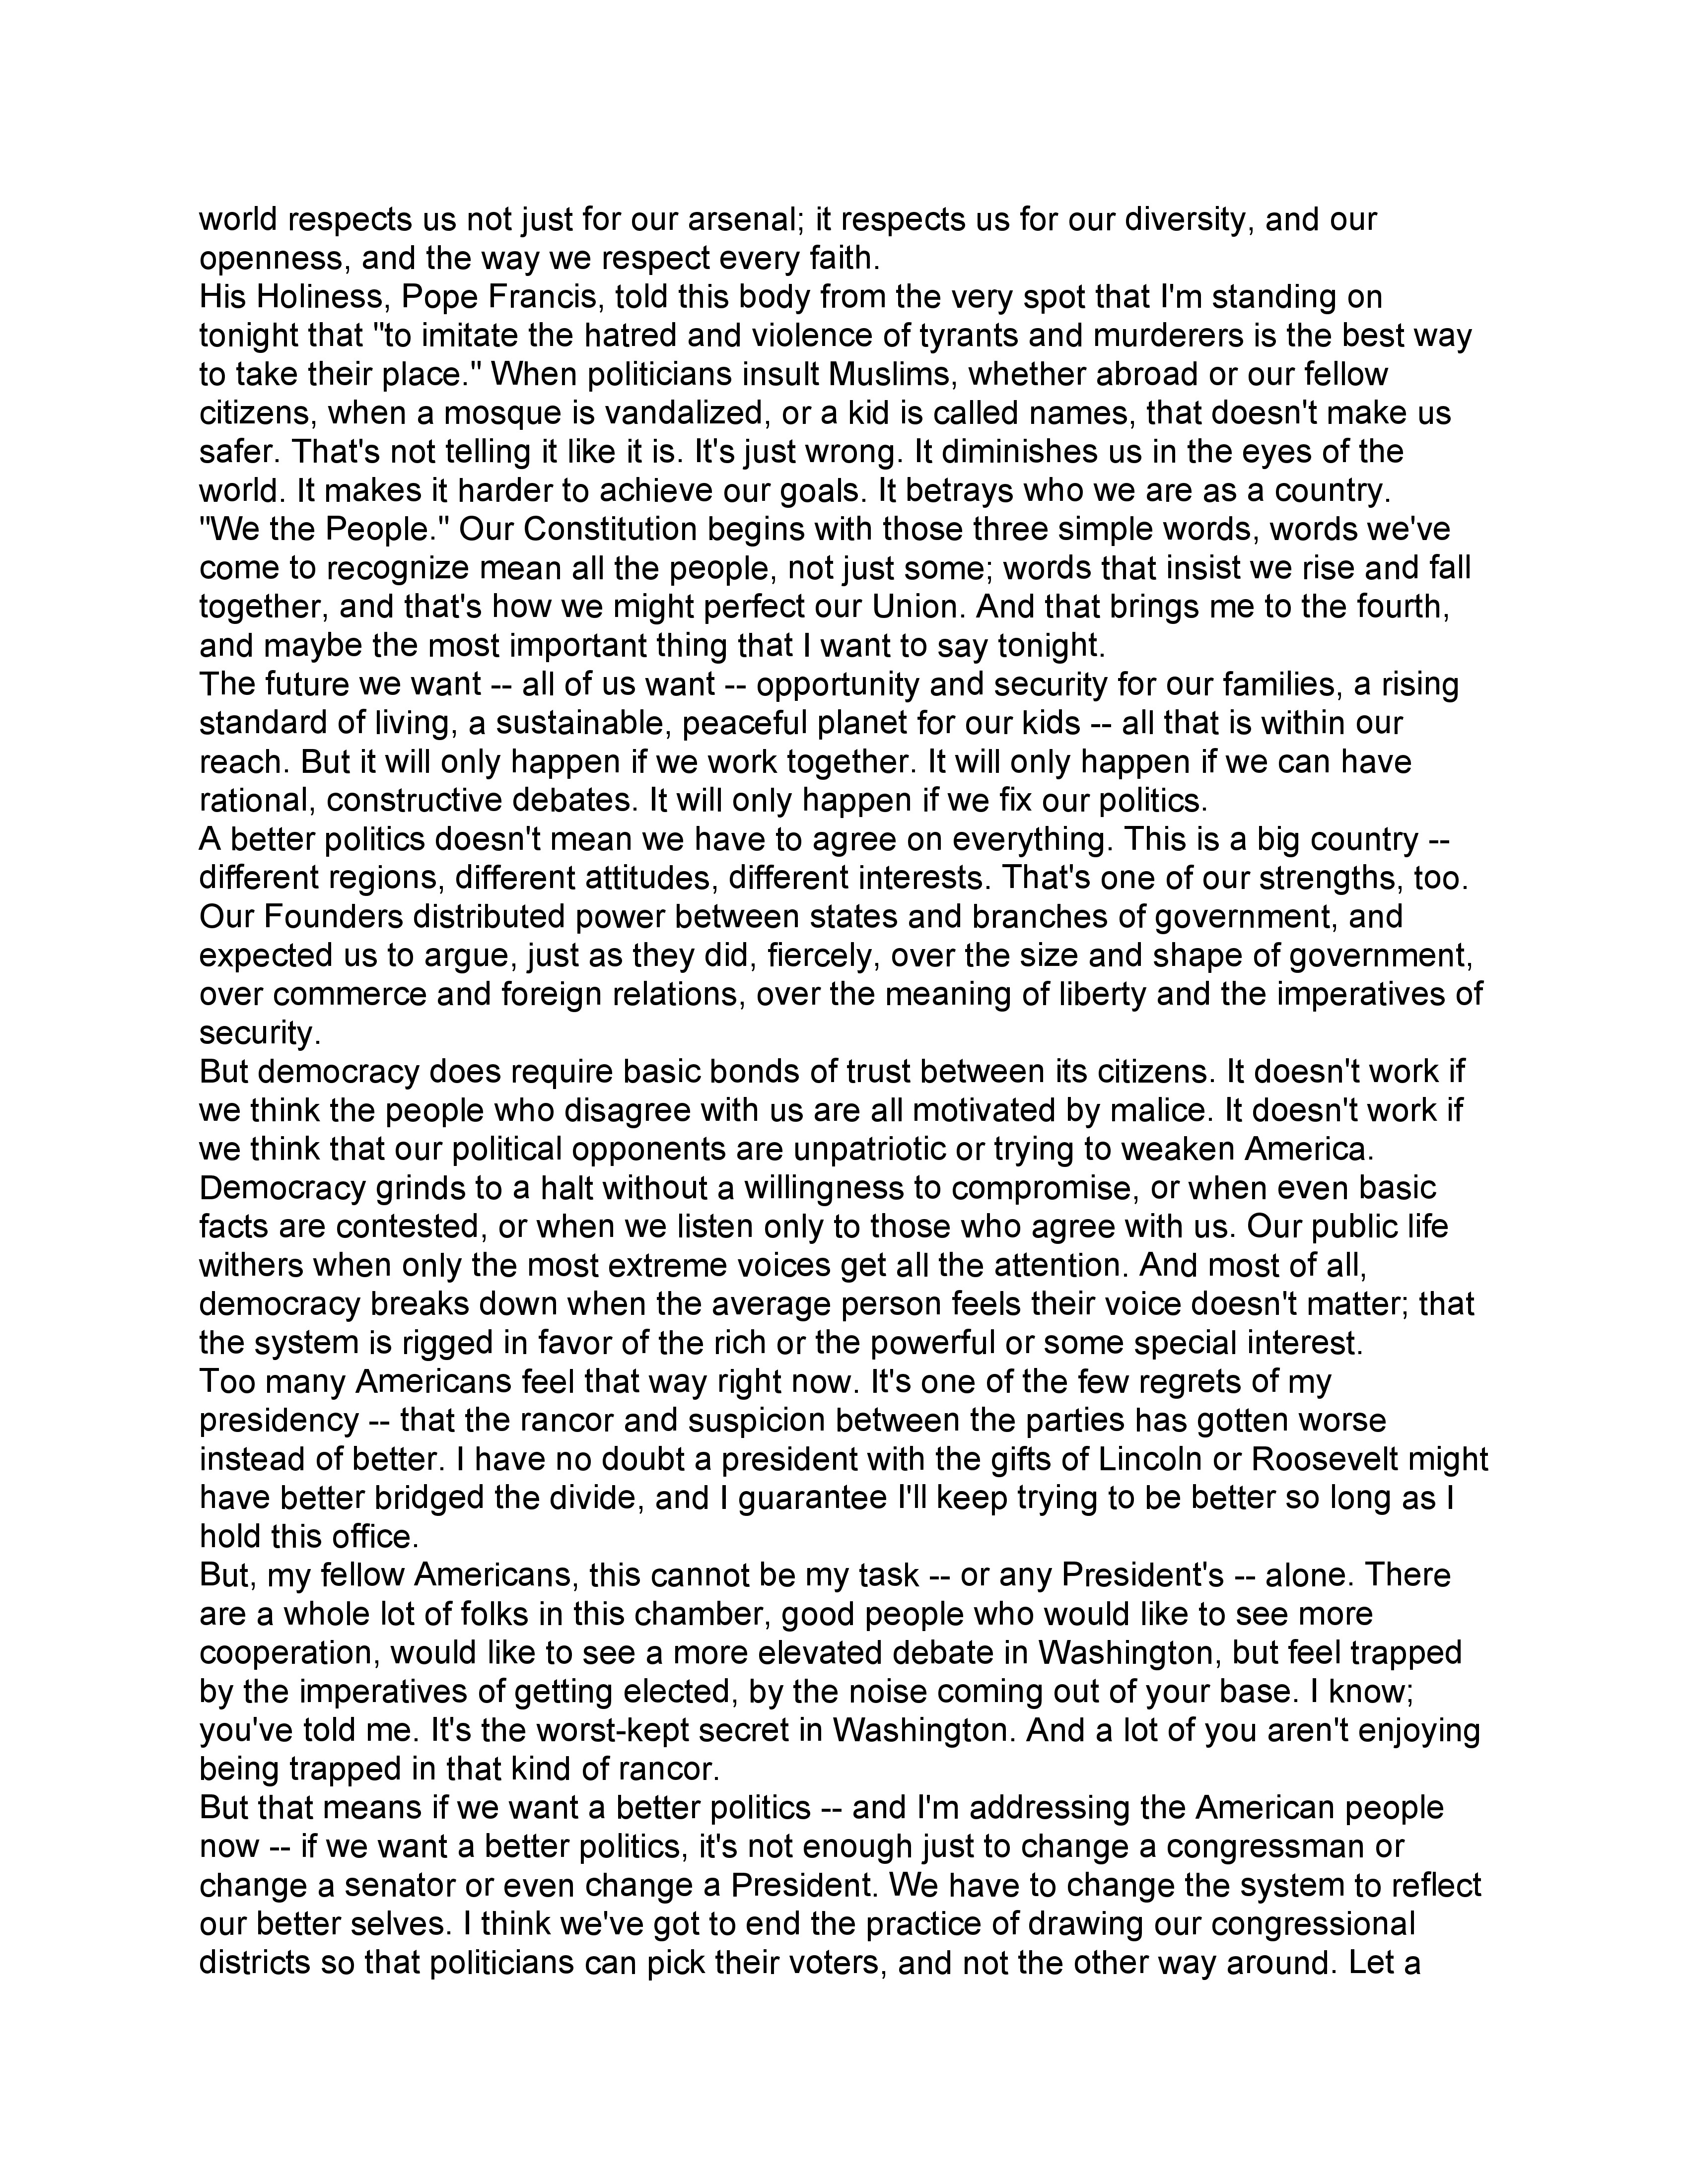 world respects us not just for our arsenal; it respects us for our diversity, and our
openness, and the way we respect every faith.
His Holiness, Pope Francis, told this body from the very spot that I'm standing on
tonight that "to imitate the hatred and violence of tyrants and murderers is the best way
to take their place." When politicians insult Muslims, whether abroad or our fellow
citizens, when a mosque is vandalized, or a kid is called names, that doesn't make us
safer. That's not telling it like it is. It's just wrong. It diminishes us in the eyes of the
world. It makes it harder to achieve our goals. It betrays who we are as a country.
"We the People." Our Constitution begins with those three simple words, words we've
come to recognize mean all the people, not just some; words that insist we rise and fall
together, and that's how we might perfect our Union. And that brings me to the fourth,
and maybe the most important thing that I want to say tonight.
The future we want -- all of us want -- opportunity and security for our families, a rising
standard of living, a sustainable, peaceful planet for our kids -- all that is within our
reach. But it will only happen if we work together. It will only happen if we can have
rational, constructive debates. It will only happen if we fix our politics.
A better politics doesn't mean we have to agree on everything. This is a big country --
different regions, different attitudes, different interests. That's one of our strengths, too.
Our Founders distributed power between states and branches of government, and
expected us to argue, just as they did, fiercely, over the size and shape of government,
over commerce and foreign relations, over the meaning of liberty and the imperatives of
security.
But democracy does require basic bonds of trust between its citizens. It doesn't work if
we think the people who disagree with us are all motivated by malice. It doesn't work if
we think that our political opponents are unpatriotic or trying to weaken America.
Democracy grinds to a halt without a willingness to compromise, or when even basic
facts are contested, or when we listen only to those who agree with us. Our public life
withers when only the most extreme voices get all the attention. And most of all,
democracy breaks down when the average person feels their voice doesn't matter; that
the system is rigged in favor of the rich or the powerful or some special interest.
Too many Americans feel that way right now. It's one of the few regrets of my
presidency -- that the rancor and suspicion between the parties has gotten worse
instead of better. I have no doubt a president with the gifts of Lincoln or Roosevelt might
have better bridged the divide, and I guarantee I'll keep trying to be better so long as I
hold this office.
But, my fellow Americans, this cannot be my task -- or any President's -- alone. There
are a whole lot of folks in this chamber, good people who would like to see more
cooperation, would like to see a more elevated debate in Washington, but feel trapped
by the imperatives of getting elected, by the noise coming out of your base. I know;
you've told me. It's the worst-kept secret in Washington. And a lot of you aren't enjoying
being trapped in that kind of rancor.
But that means if we want a better politics -- and I'm addressing the American people
now -- if we want a better politics, it's not enough just to change a congressman or
change a senator or even change a President. We have to change the system to reflect
our better selves. I think we've got to end the practice of drawing our congressional
districts so that politicians can pick their voters, and not the other way around. Let a